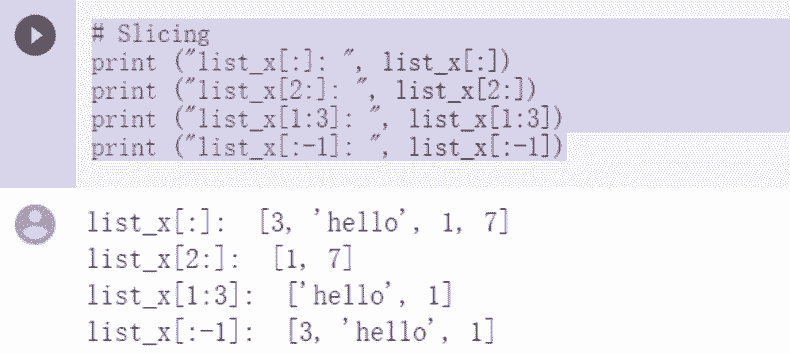 # Slicing
print ("list_x[:]: ", list_x[:])
print ("list_x[2:]: ", list_x[2:])
print ("list_x[1:3]: ", list_x[1:3])
print ("list_x[:-1]: ", list_x[:-1])
list_x[:]:  [3, 'hello', 1, 7]
list_x[2:]:  [1, 7]
list_x[1:3]:  ['hello', 1]
list_x[:-1]:  [3, 'hello', 1]